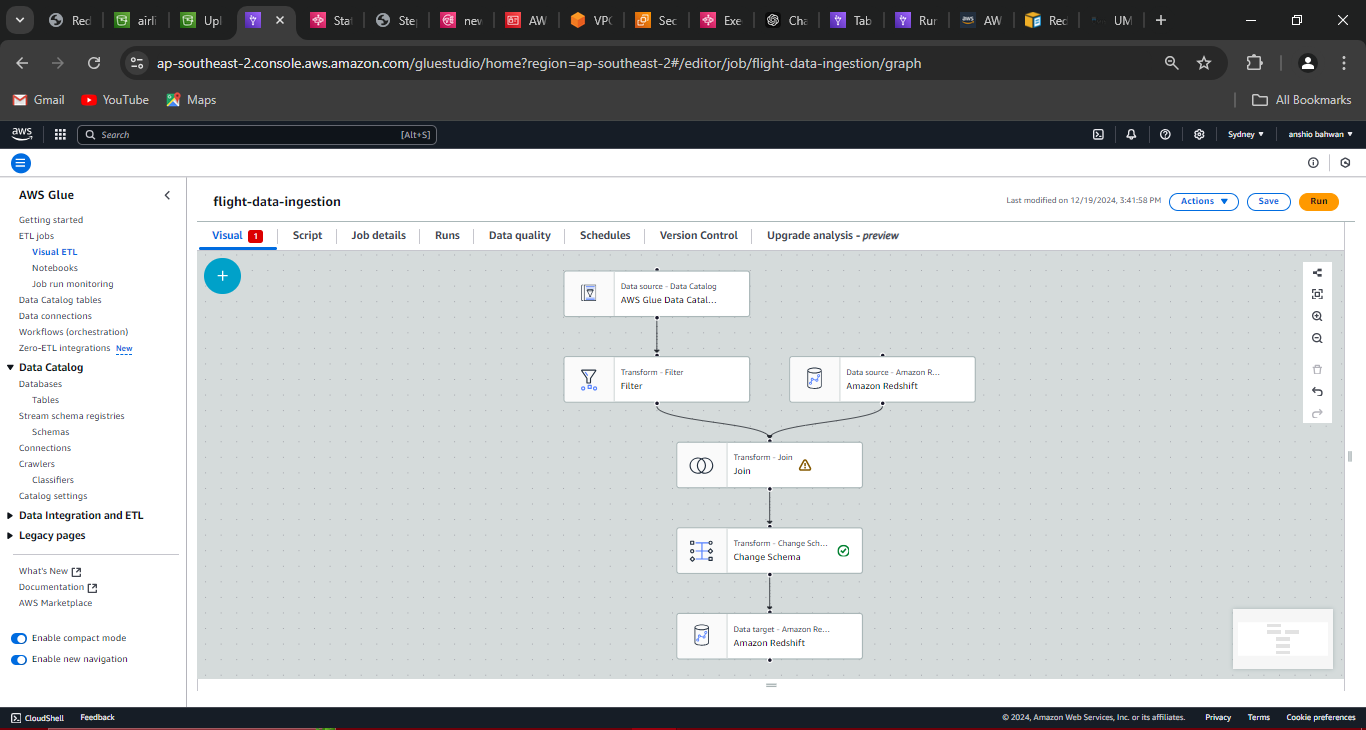 Red
airli
Upl
Stat
Ste
nev
AW
VPC
Sec
Exe
Cha
Tab
Rur
AW
Rec
UM
ap-southeast-2.console.aws.amazon.com/gluestudio/home?region=ap-southeast-2#/editor/job/flight-data-ingestion/graph
Gmail
YouTube
Maps
All Bookmarks
aws
Search
[Alt+S]
Sydney
anshio bahwan
AWS Glue
Getting started
ETL jobs
Visual ETL
Notebooks
Job run monitoring
Data Catalog tables
Data connections
Workflows (orchestration)
Zero-ETL integrations New
Data Catalog
Databases
Tables
Stream schema registries
Schemas
Connections
Crawlers
Classifiers
Catalog settings
Data Integration and ETL
Legacy pages
What's New
Documentation
AWS Marketplace
Enable compact mode
Enable new navigation
flight-data-ingestion
Last modified on 12/19/2024, 3:41:58 PM
Actions
Save
Run
Visual 1
Script
Job details
Runs
Data quality
Schedules
Version Control
Upgrade analysis - preview
Data source - Data Catalog
AWS Glue Data Catal...
Transform - Filter
Filter
Data source - Amazon R...
Amazon Redshift
Transform - Join
Join
Transform - Change Sch...
Change Schema
Data target - Amazon Re...
Amazon Redshift
CloudShell
Feedback
© 2024, Amazon Web Services, Inc. or its affiliates.
Privacy
Terms
Cookie preferences